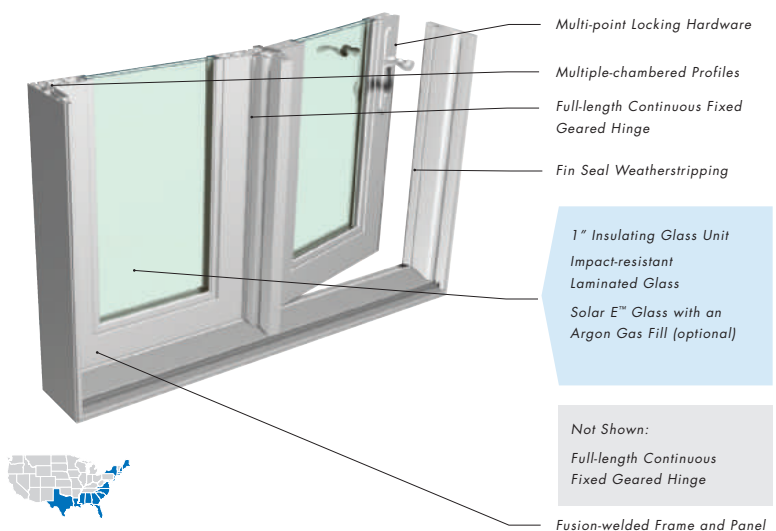 Multi-point Locking Hardware
Multiple-chambered Profiles
Full-length Continuous Fixed
Geared Hinge
Fin Seal Weatherstripping
1" Insulating Glass Unit
Impact-resistant
Laminated Glass
Solar E™ Glass with an
Argon Gas Fill (optional)
Not Shown:
Full-length Continuous
Fixed Geared Hinge
Fusion-welded Frame and Panel